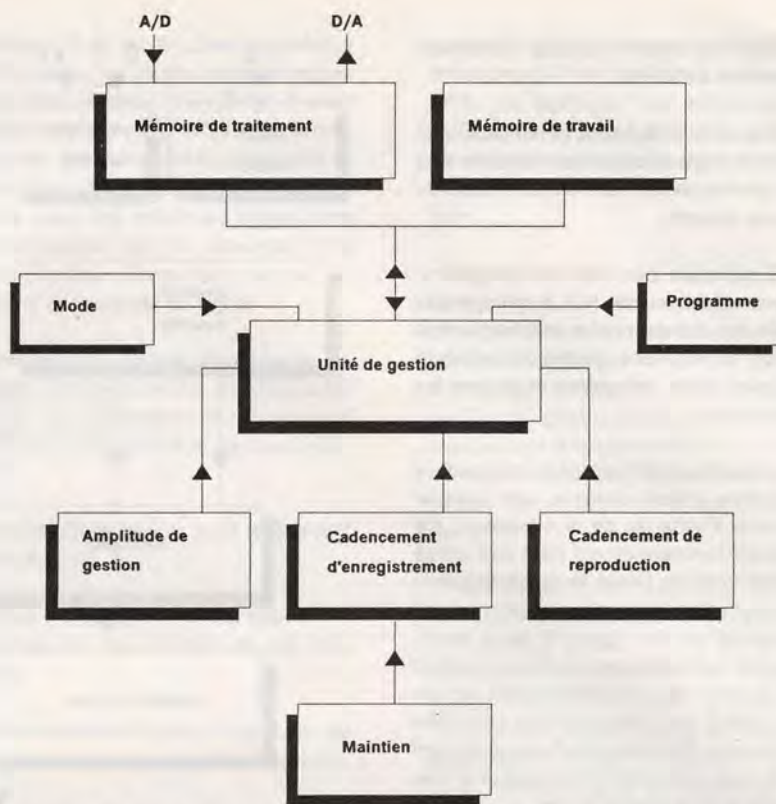 A/D
D/A
Mémoire de traitement
Mémoire de travail
Mode
Programme
Unité de gestion
Amplitude de
gestion
Cadencement
d'enregistrement
Cadencement de
reproduction
Maintien